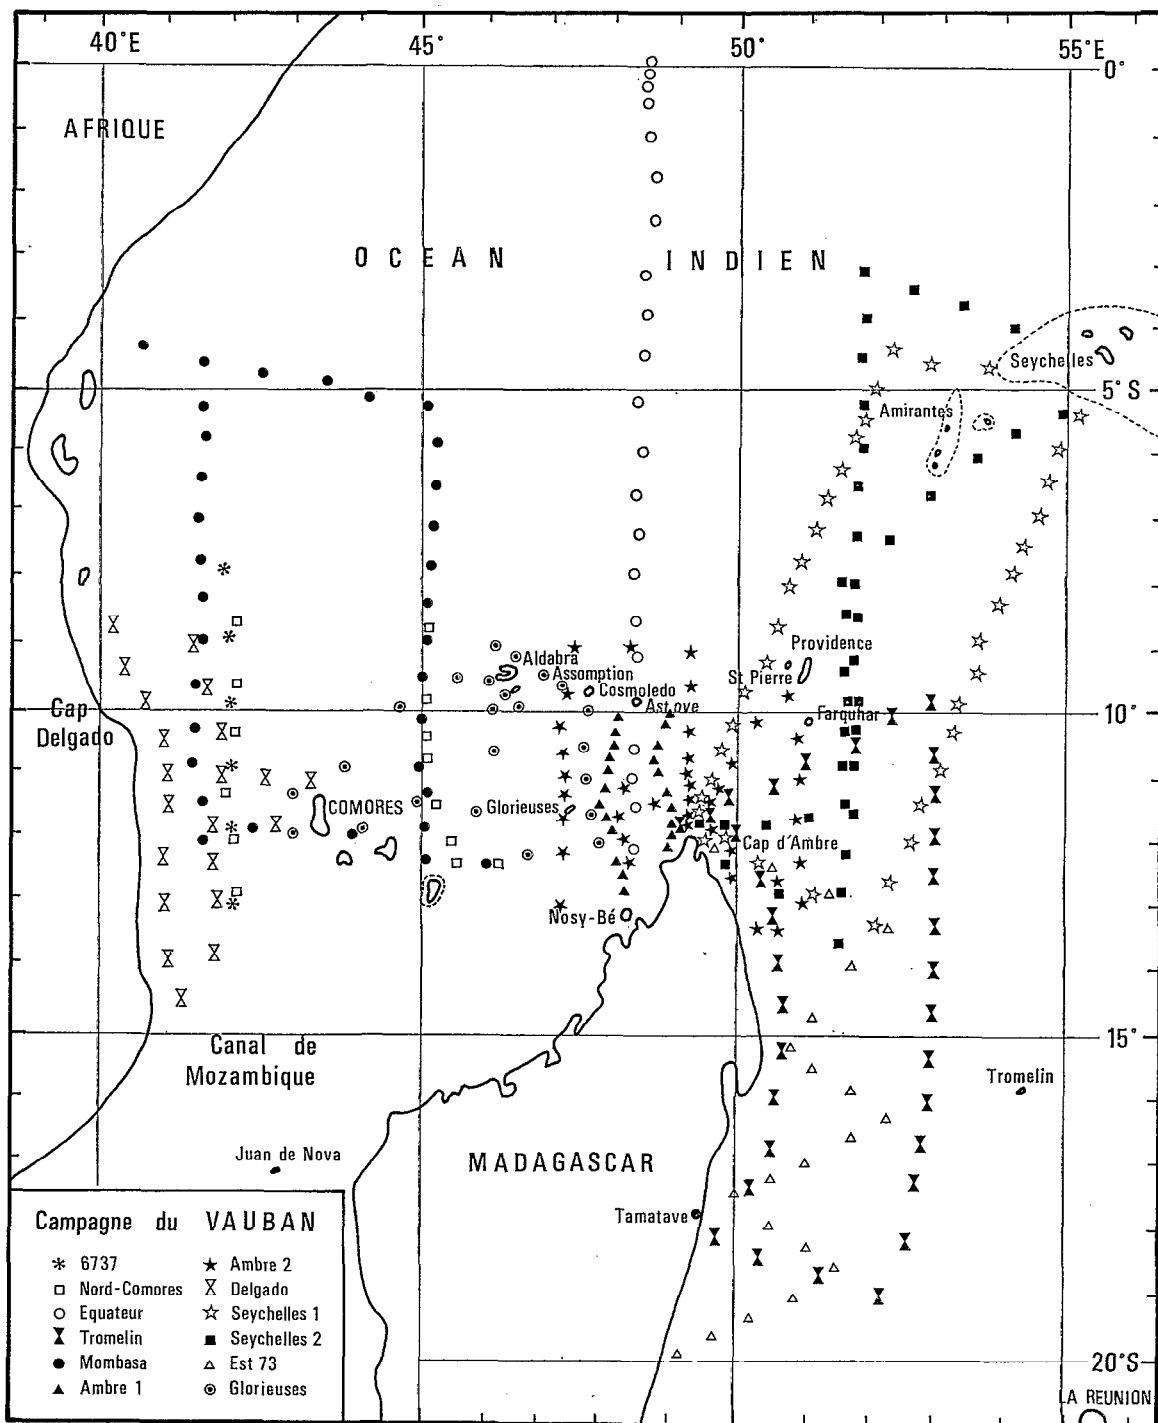 40°E 45° 50° 55°E
0°
AFRIQUE
OCEAN INDIEN
Seychelles
5°S
Amirantes
Providence
Aldabra
Assomption
St Pierre
Cosmoledo
Astove
Cap
Delgado
10°
Farquhar
COMORES
Glorieuses
Cap d'Ambre
Nosy-Bé
15°
Canal de
Mozambique
Tromelin
Juan de Nova
MADAGASCAR
Tamatave
Campagne du VAUBAN
6737
Nord-Comores
Equateur
Tromelin
Mombasa
Ambre 1
Ambre 2
Delgado
Seychelles 1
Seychelles 2
Est 73
Glorieuses
20°S
LA REUNION